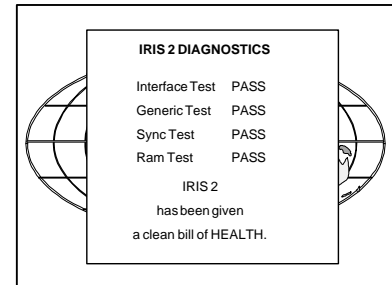 IRIS 2 DIAGNOSTICS
Interface Test PASS
Generic Test PASS
Sync Test PASS
Ram Test PASS
IRIS 2
has been given
a clean bill of HEALTH.